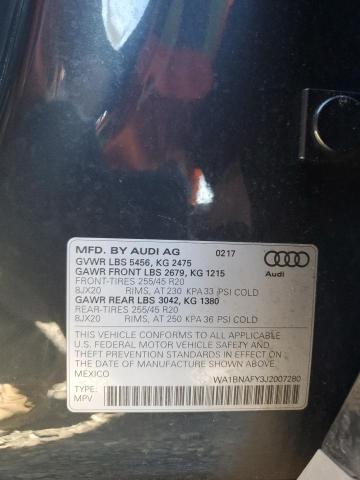 MFD. BY AUDI AG 0217
GVWR LBS 5456, KG 2475
GAWR FRONT LBS 2679, KG 1215
FRONT-TIRES 255/45 R20
8JX20 RIMS, AT 230 KPA 33 PSI COLD
GAWR REAR LBS 3042, KG 1380
REAR-TIRES 255/45 R20
8JX20 RIMS, AT 250 KPA 36 PSI COLD
Audi
THIS VEHICLE CONFORMS TO ALL APPLICABLE
U.S. FEDERAL MOTOR VEHICLE SAFETY AND
THEFT PREVENTION STANDARDS IN EFFECT ON
THE DATE OF MANUFACTURE SHOWN ABOVE.
MEXICO
TYPE: WA1BNAFY3J2007280
MPV